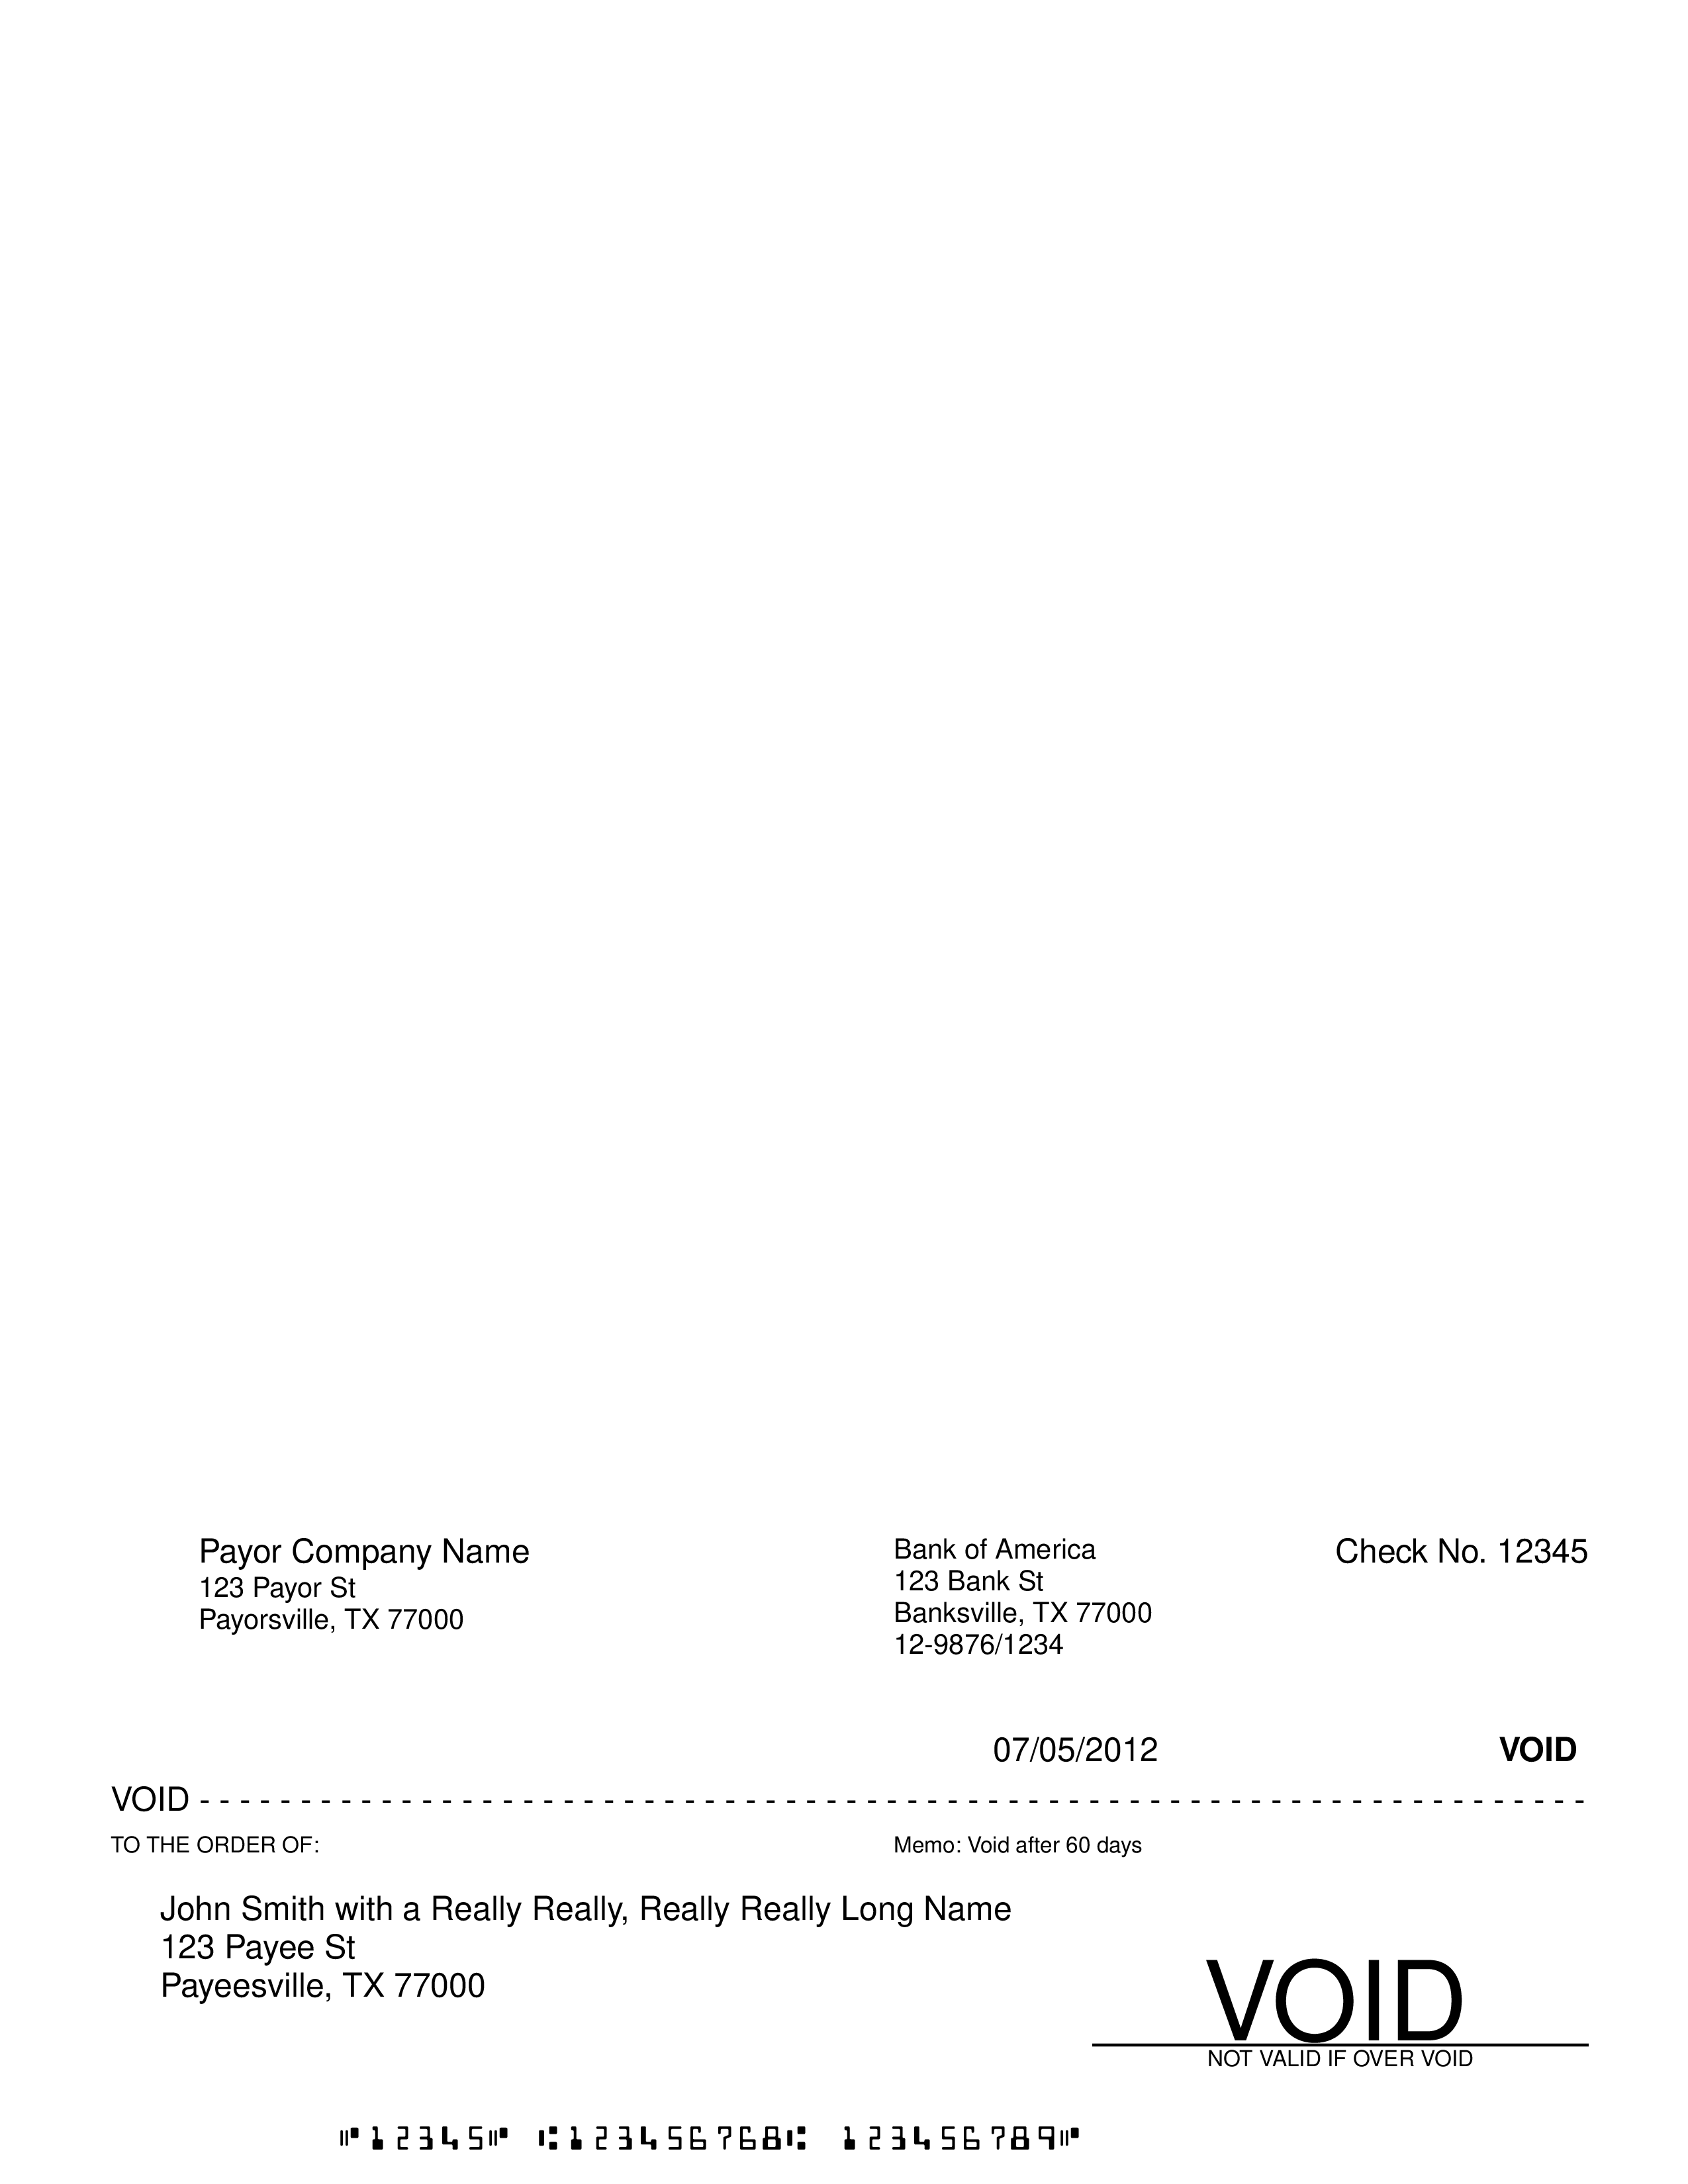 Payor Company Name
123 Payor St
Payorsville, TX 77000
Bank of America
123 Bank St
Banksville, TX 77000
12-9876/1234
Check No. 12345
07/05/2012
VOID
VOID - - - - - - - - - - - - - - - - - - - - - - - - - - - - - - - - - - - - - - - - - - - - - - - - - - - - - - - - - - - - - - - - - - - - -
TO THE ORDER OF:
Memo: Void after 60 days
John Smith with a Really Really, Really Really Long Name
123 Payee St
Payeesville, TX 77000
VOID
NOT VALID IF OVER VOID
⑈12345⑈ ⑆123456768⑆ 123456789⑈